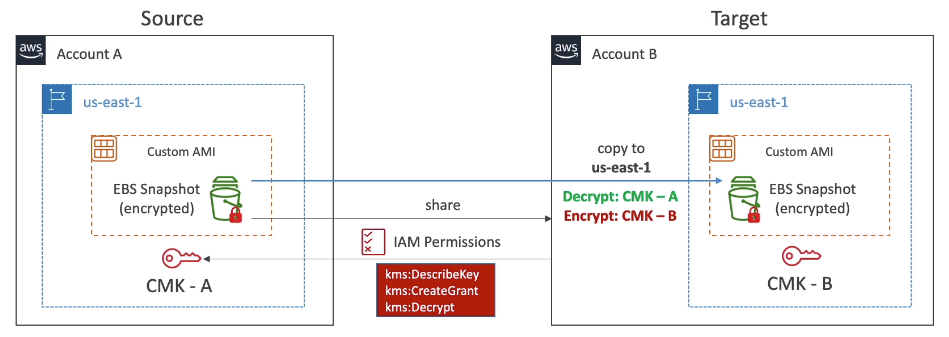 Source
Target
aws
Account A
aws
Account B
us-east-1
us-east-1
Custom AMI
EBS Snapshot
(encrypted)
copy to
us-east-1
Custom AMI
EBS Snapshot
(encrypted)
Decrypt: CMK – A
Encrypt: CMK – B
share
IAM Permissions
CMK - A
kms:DescribeKey
kms:CreateGrant
kms:Decrypt
CMK - B